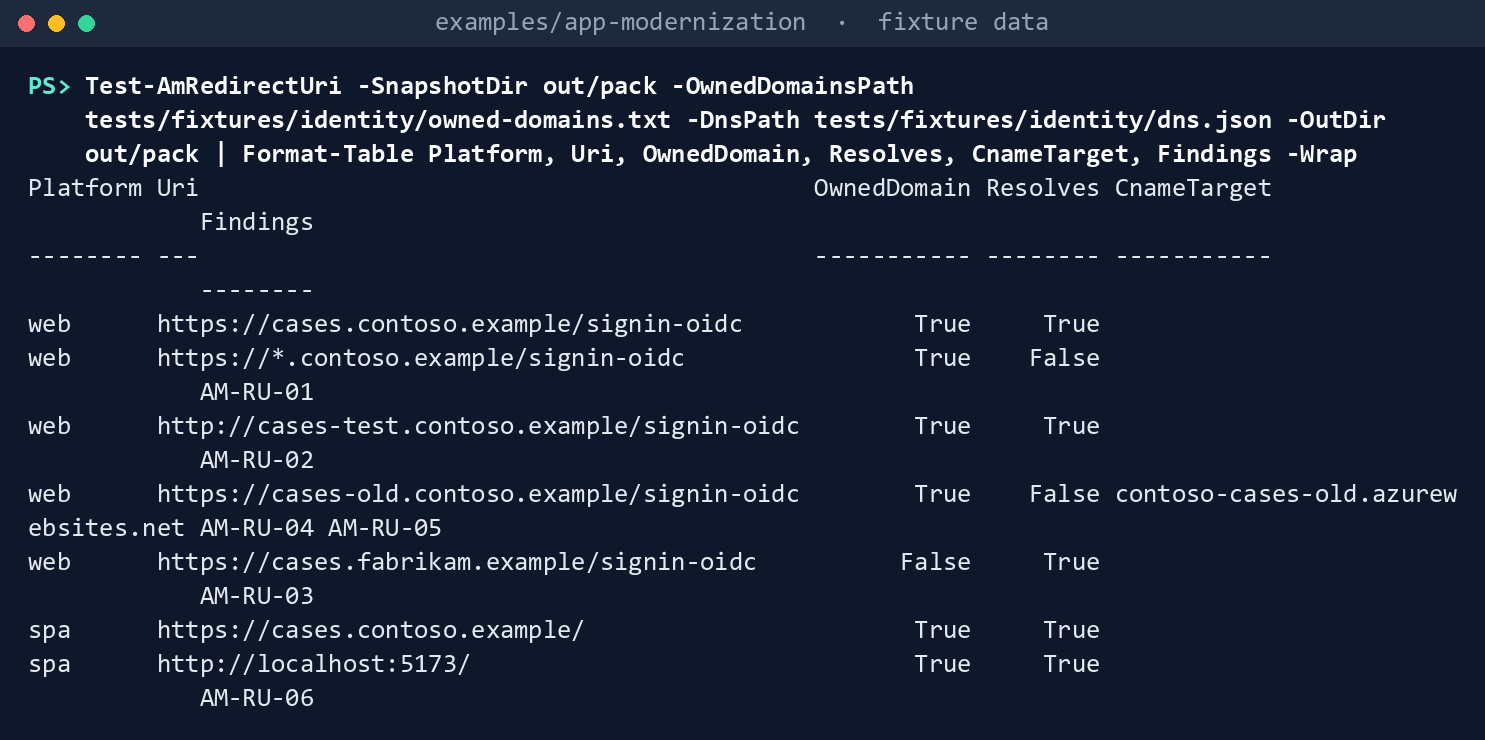 examples/app-modernization · fixture data
PS> Test-AmRedirectUri -SnapshotDir out/pack -OwnedDomainsPath
tests/fixtures/identity/owned-domains.txt -DnsPath tests/fixtures/identity/dns.json -OutDir
out/pack | Format-Table Platform, Uri, OwnedDomain, Resolves, CnameTarget, Findings -Wrap
Platform Uri OwnedDomain Resolves CnameTarget
Findings
-------- --- ----------- -------- -----------
--------
web https://cases.contoso.example/signin-oidc True True
web https://*.contoso.example/signin-oidc True False
AM-RU-01
web http://cases-test.contoso.example/signin-oidc True True
AM-RU-02
web https://cases-old.contoso.example/signin-oidc True False contoso-cases-old.azurew
ebsites.net AM-RU-04 AM-RU-05
web https://cases.fabrikam.example/signin-oidc False True
AM-RU-03
spa https://cases.contoso.example/ True True
spa http://localhost:5173/ True True
AM-RU-06